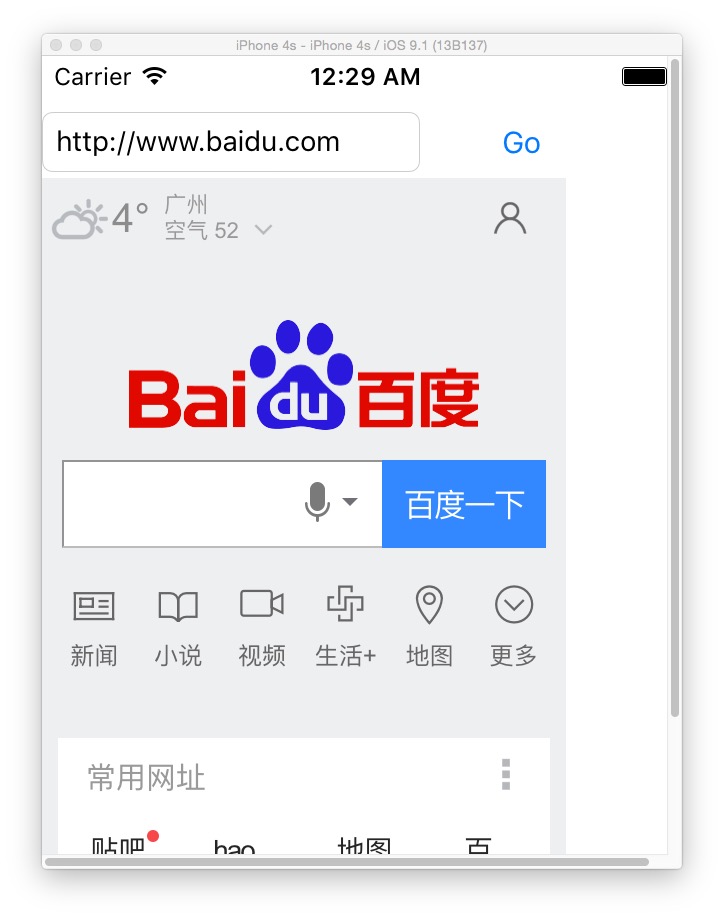 iPhone 4s - iPhone 4s / iOS 9.1 (13B137)
Carrier 12:29 AM
http://www.baidu.com Go
4° 广州
空气 52
Bai du 百度
百度一下
新闻 小说 视频 生活+ 地图 更多
常用网址
贴吧 hao 地图 百